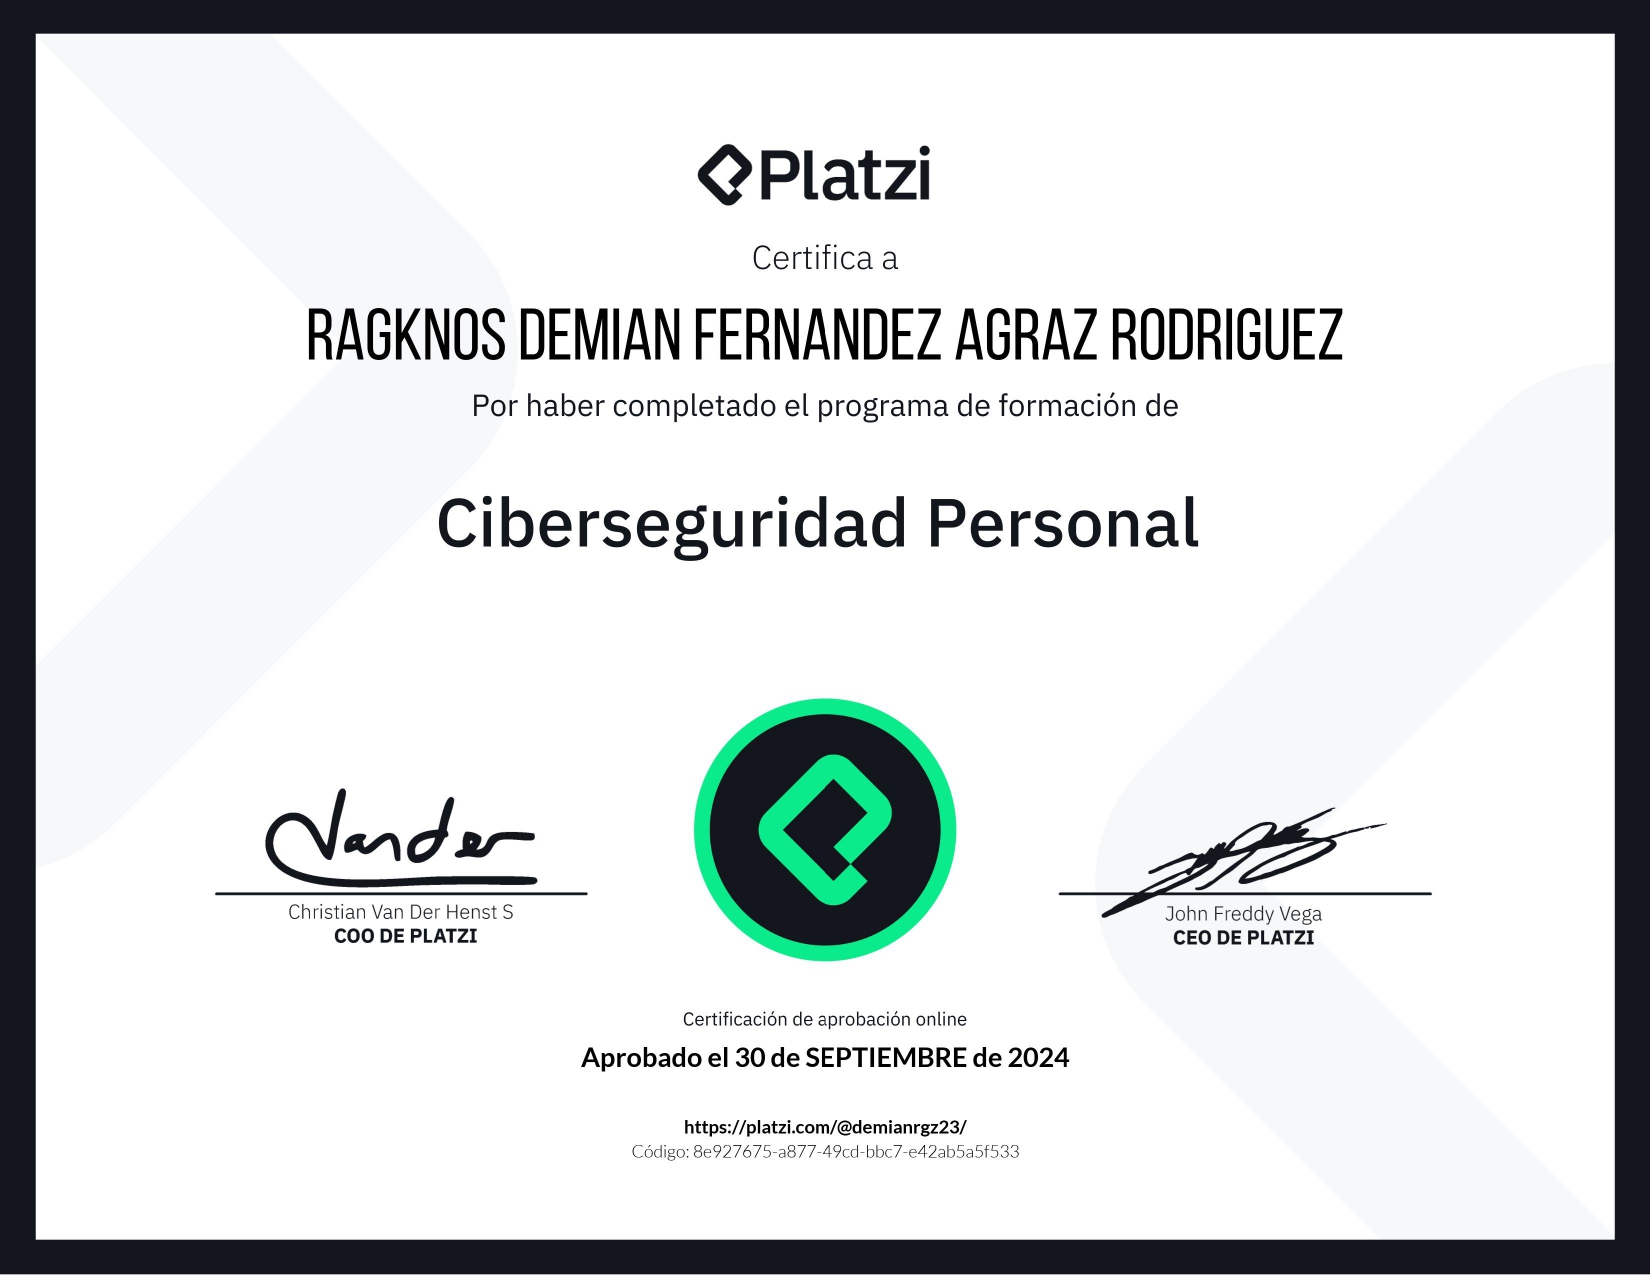 Platzi
Certifica a
RAGKNOS DEMIAN FERNANDEZ AGRAZ RODRIGUEZ
Por haber completado el programa de formación de
Ciberseguridad Personal
Vander
Christian Van Der Henst S
COO DE PLATZI
John Freddy Vega
CEO DE PLATZI
Certificación de aprobación online
Aprobado el 30 de SEPTIEMBRE de 2024
https://platzi.com/@demianrgz23/
Código: 8e927675-a877-49cd-bbc7-e42ab5a5f533